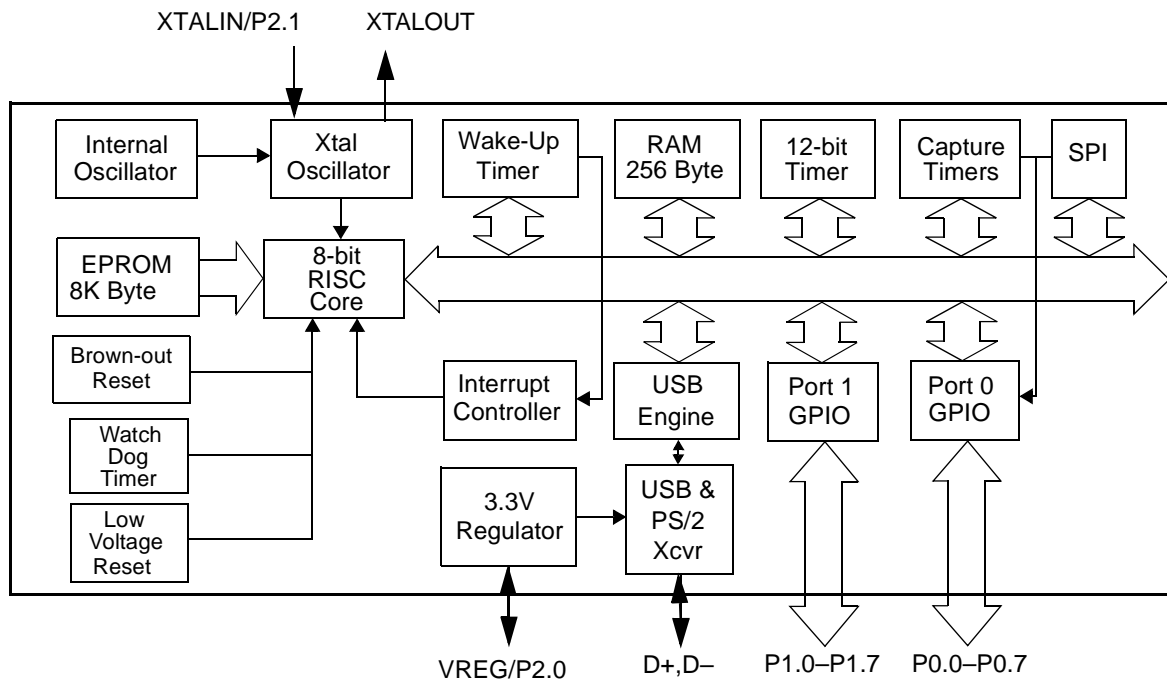 XTALIN/P2.1
XTALOUT
Internal
Oscillator
Xtal
Oscillator
Wake-Up
Timer
RAM
256 Byte
12-bit
Timer
Capture
Timers
SPI
EPROM
8K Byte
8-bit
RISC
Core
Brown-out
Reset
Interrupt
Controller
USB
Engine
Port 1
GPIO
Port 0
GPIO
Watch
Dog
Timer
Low
Voltage
Reset
3.3V
Regulator
USB &
PS/2
Xcvr
VREG/P2.0
D+,D–
P1.0–P1.7
P0.0–P0.7